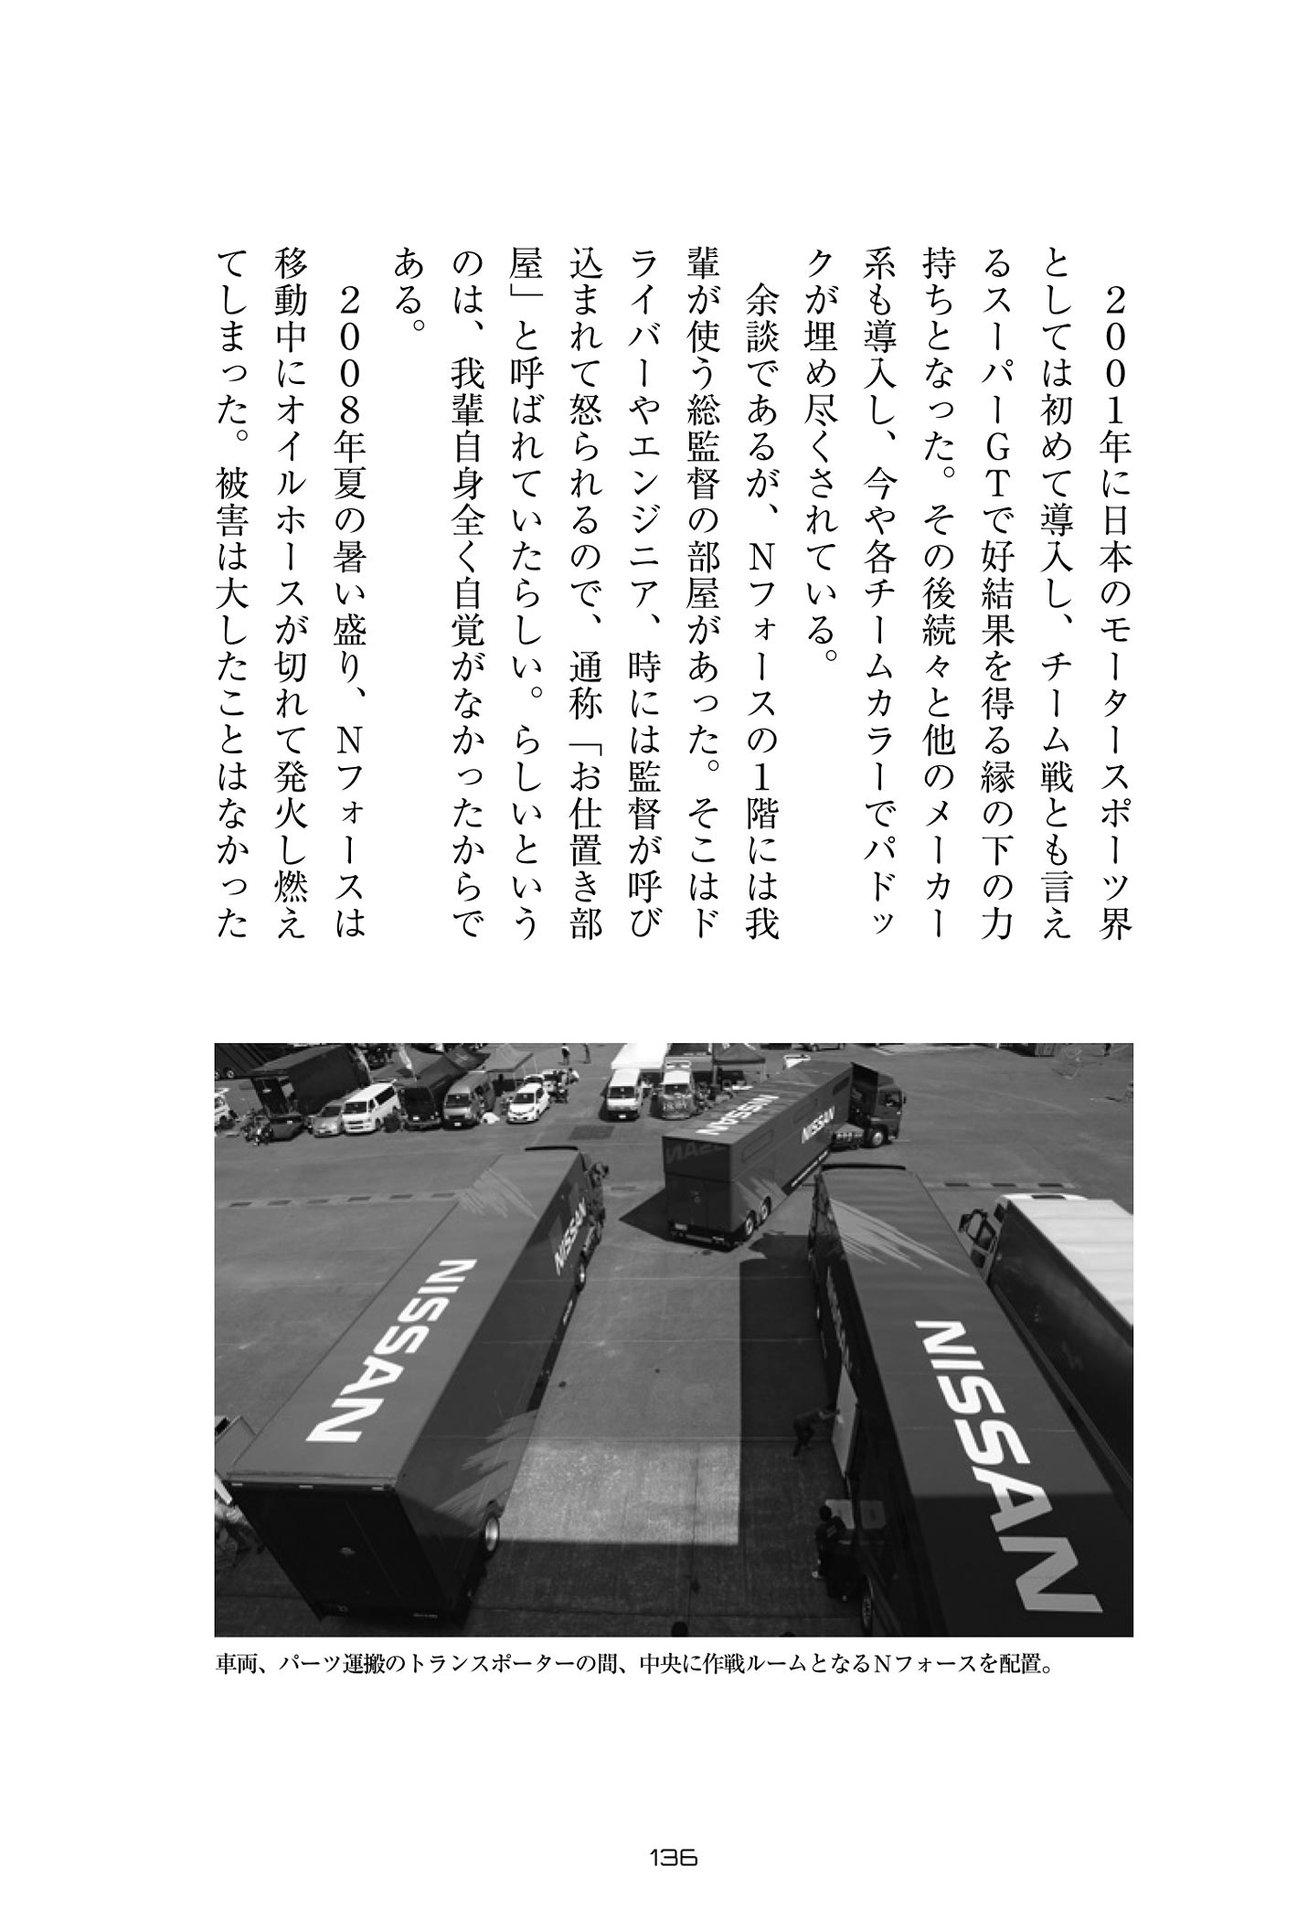 ２００１年に日本のモータースポーツ界
としては初めて導入し、チーム戦とも言え
るスーパーＧＴで好結果を得る縁の下の力
持ちとなった。その後続々と他のメーカー
系も導入し、今や各チームカラーでパドッ
クが埋め尽くされている。
余談であるが、Ｎフォースの１階には我
輩が使う総監督の部屋があった。そこはド
ライバーやエンジニア、時には監督が呼び
込まれて怒られるので、通称「お仕置き部
屋」と呼ばれていたらしい。らしいという
のは、我輩自身全く自覚がなかったからで
ある。
２００８年夏の暑い盛り、Ｎフォースは
移動中にオイルホースが切れて発火し燃え
てしまった。被害は大したことはなかった
NISSAN
NISSAN
NISSAN
NISSAN
NISSAN
車両、パーツ運搬のトランスポーターの間、中央に作戦ルームとなるＮフォースを配置。
136